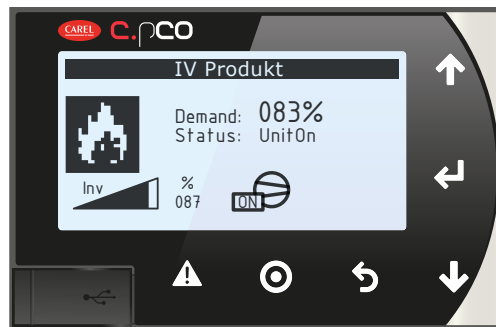 CAREL c.pCO
IV Produkt
Demand: 083%
Status: UnitOn
Inv % 
087
ON